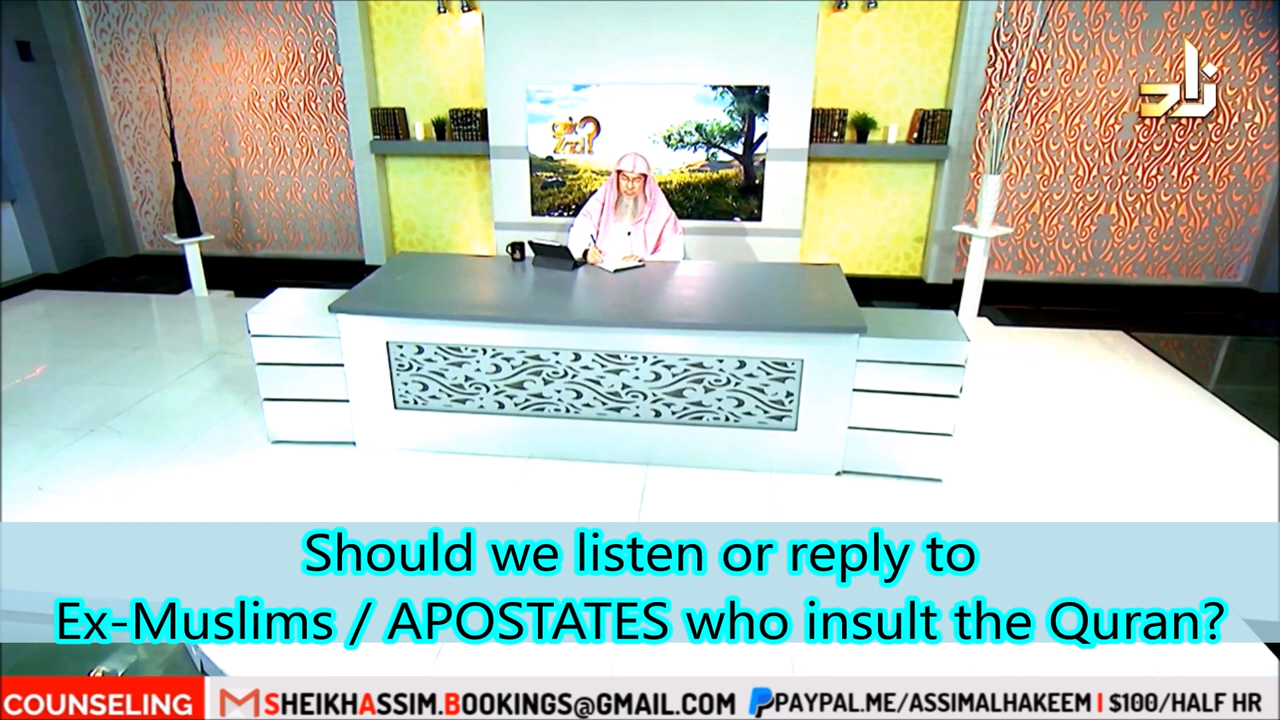 زاد
Should we listen or reply to
Ex-Muslims / APOSTATES who insult the Quran?
COUNSELING SHEIKHASSIM.BOOKINGS@GMAIL.COM PAYPAL.ME/ASSIMALHAKEEM | $100/HALF HR